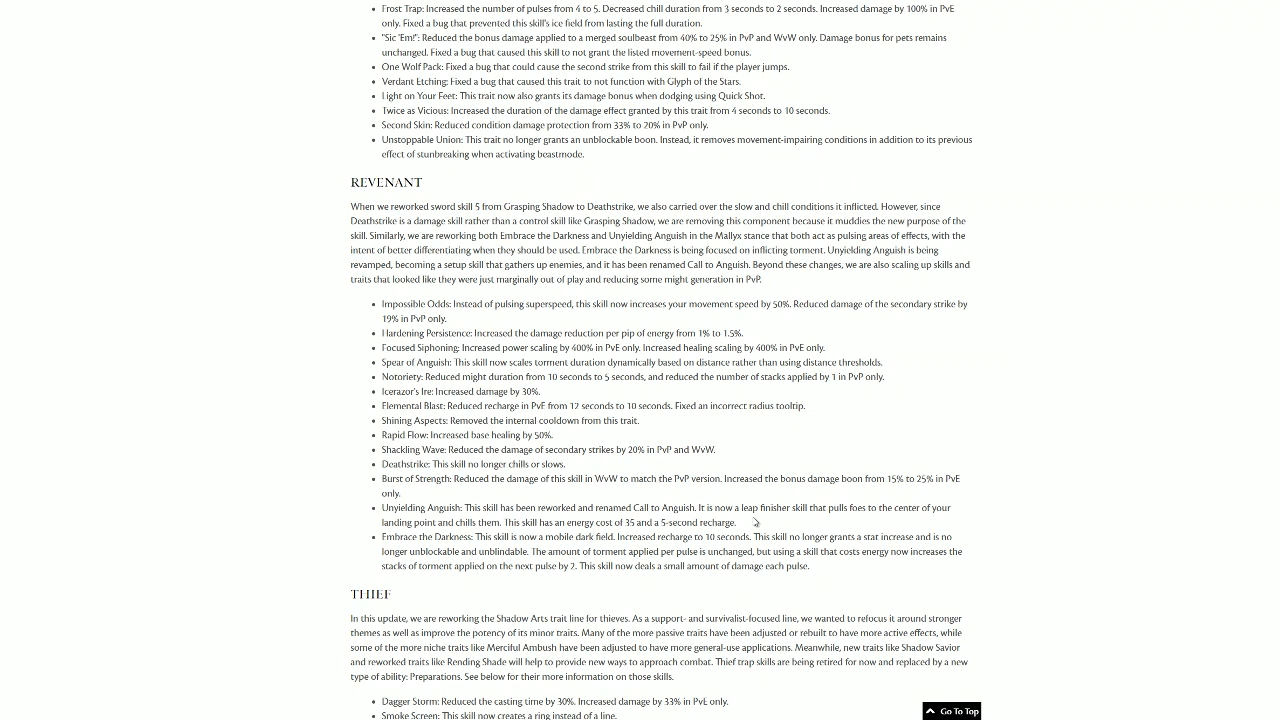 Frost Trap: Increased the number of pulses from 4 to 5. Decreased chill duration from 3 seconds to 2 seconds. Increased damage by 100% in PvE
only. Fixed a bug that prevented this skill's ice field from lasting the full duration.
"Sic 'Em!": Reduced the bonus damage applied to a merged soulbeast from 40% to 25% in PvP and WvW only. Damage bonus for pets remains
unchanged. Fixed a bug that caused this skill to not grant the listed movement-speed bonus.
One Wolf Pack: Fixed a bug that could cause the second strike from this skill to fail if the player jumps.
Verdant Etching: Fixed a bug that caused this trait to not function with Glyph of the Stars.
Light on Your Feet: This trait now also grants its damage bonus when dodging using Quick Shot.
Twice as Vicious: Increased the duration of the damage effect granted by this trait from 4 seconds to 10 seconds.
Second Skin: Reduced condition damage protection from 33% to 20% in PvP only.
Unstoppable Union: This trait no longer grants an unblockable boon. Instead, it removes movement-impairing conditions in addition to its previous
effect of stunbreaking when activating beastmode.
REVENANT
When we reworked sword skill 5 from Grasping Shadow to Deathstrike, we also carried over the slow and chill conditions it inflicted. However, since
Deathstrike is a damage skill rather than a control skill like Grasping Shadow, we are removing this component because it muddies the new purpose of the
skill. Similarly, we are reworking both Embrace the Darkness and Unyielding Anguish in the Mallyx stance that both act as pulsing areas of effects, with the
intent of better differentiating when they should be used. Embrace the Darkness is being focused on inflicting torment. Unyielding Anguish is being
revamped, becoming a setup skill that gathers up enemies, and it has been renamed Call to Anguish. Beyond these changes, we are also scaling up skills and
traits that looked like they were just marginally out of play and reducing some might generation in PvP.
Impossible Odds: Instead of pulsing superspeed, this skill now increases your movement speed by 50%. Reduced damage of the secondary strike by
19% in PvP only.
Hardening Persistence: Increased the damage reduction per pip of energy from 1% to 1.5%.
Focused Siphoning: Increased power scaling by 400% in PvE only. Increased healing scaling by 400% in PvE only.
Spear of Anguish: This skill now scales torment duration dynamically based on distance rather than using distance thresholds.
Notoriety: Reduced might duration from 10 seconds to 5 seconds, and reduced the number of stacks applied by 1 in PvP only.
Icerazor's Ire: Increased damage by 30%.
Elemental Blast: Reduced recharge in PvE from 12 seconds to 10 seconds. Fixed an incorrect radius tooltip.
Shining Aspects: Removed the internal cooldown from this trait.
Rapid Flow: Increased base healing by 50%.
Shackling Wave: Reduced the damage of secondary strikes by 20% in PvP and WvW.
Deathstrike: This skill no longer chills or slows.
Burst of Strength: Reduced the damage of this skill in WvW to match the PvP version. Increased the bonus damage boon from 15% to 25% in PvE
only.
Unyielding Anguish: This skill has been reworked and renamed Call to Anguish. It is now a leap finisher skill that pulls foes to the center of your
landing point and chills them. This skill has an energy cost of 35 and a 5-second recharge.
Embrace the Darkness: This skill is now a mobile dark field. Increased recharge to 10 seconds. This skill no longer grants a stat increase and is no
longer unblockable and unblindable. The amount of torment applied per pulse is unchanged, but using a skill that costs energy now increases the
stacks of torment applied on the next pulse by 2. This skill now deals a small amount of damage each pulse.
THIEF
In this update, we are reworking the Shadow Arts trait line for thieves. As a support- and survivalist-focused line, we wanted to refocus it around stronger
themes as well as improve the potency of its minor traits. Many of the more passive traits have been adjusted or rebuilt to have more active effects, while
some of the more niche traits like Merciful Ambush have been adjusted to have more general-use applications. Meanwhile, new traits like Shadow Savior
and reworked traits like Rending Shade will help to provide new ways to approach combat. Thief trap skills are being retired for now and replaced by a new
type of ability: Preparations. See below for their more information on those skills.
Dagger Storm: Reduced the casting time by 30%. Increased damage by 33% in PvE only.
Smoke Screen: This skill now creates a ring instead of a line.
Go To Top